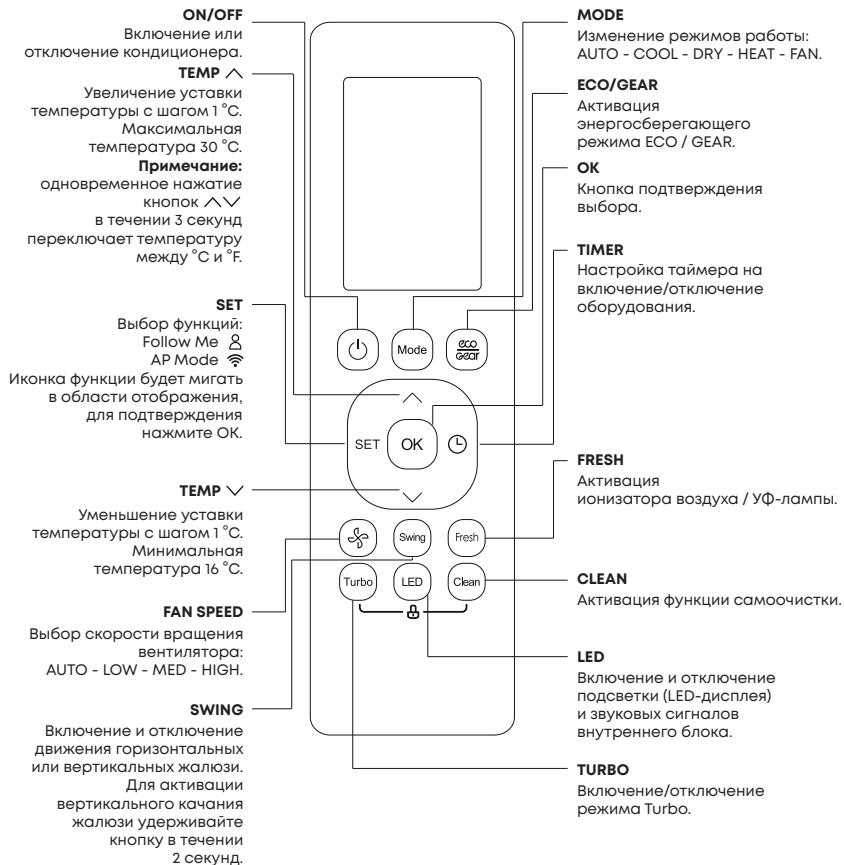 ON/OFF
Включение или
отключение кондиционера.
TEMP ︿
Увеличение уставки
температуры с шагом 1 °C.
Максимальная
температура 30 °C.
Примечание:
одновременное нажатие
кнопок ︿﹀
в течении 3 секунд
переключает температуру
между °C и °F.
SET
Выбор функций:
Follow Me
AP Mode
Иконка функции будет мигать
в области отображения,
для подтверждения
нажмите ОК.
TEMP ﹀
Уменьшение уставки
температуры с шагом 1 °C.
Минимальная
температура 16 °C.
FAN SPEED
Выбор скорости вращения
вентилятора:
AUTO - LOW - MED - HIGH.
SWING
Включение и отключение
движения горизонтальных
или вертикальных жалюзи.
Для активации
вертикального качания
жалюзи удерживайте
кнопку в течении
2 секунд.
Mode
eco
gear
SET
OK
Swing
Fresh
Turbo
LED
Clean
MODE
Изменение режимов работы:
AUTO - COOL - DRY - HEAT - FAN.
ECO/GEAR
Активация
энергосберегающего
режима ECO / GEAR.
OK
Кнопка подтверждения
выбора.
TIMER
Настройка таймера на
включение/отключение
оборудования.
FRESH
Активация
ионизатора воздуха / УФ-лампы.
CLEAN
Активация функции самоочистки.
LED
Включение и отключение
подсветки (LED-дисплея)
и звуковых сигналов
внутреннего блока.
TURBO
Включение/отключение
режима Turbo.